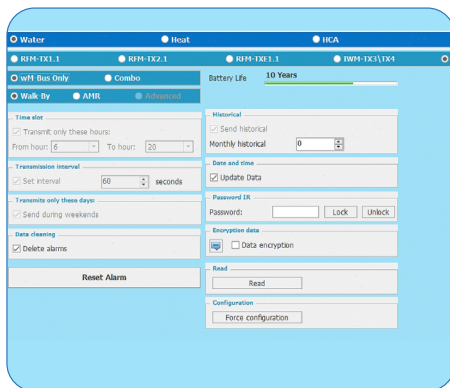 Water Heat HCA
RFM-TX1.1 RFM-TX2.1 RFM-TXE1.1 IWM-TX3\TX4
wM-Bus Only Combo
Battery Life 10 Years
Walk-By AMR Advanced
Time slot
Transmit only these hours:
From hour: 6 To hour: 20
Transmission interval
Set interval 60 seconds
Transmits only these days:
Send during weekends
Data cleaning
Delete alarms
Reset Alarm
Historical
Send historical
Monthly historical 0
Date and time
Update Data
Password IR
Password: Lock Unlock
Encryption data
Data encryption
Read
Read
Configuration
Force configuration